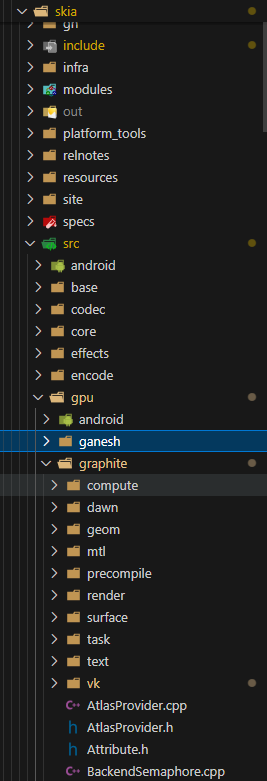 skia
gn
include
infra
modules
out
platform_tools
relnotes
resources
site
specs
src
android
base
codec
core
effects
encode
gpu
android
ganesh
graphite
compute
dawn
geom
mtl
precompile
render
surface
task
text
vk
AtlasProvider.cpp
AtlasProvider.h
Attribute.h
BackendSemaphore.cpp